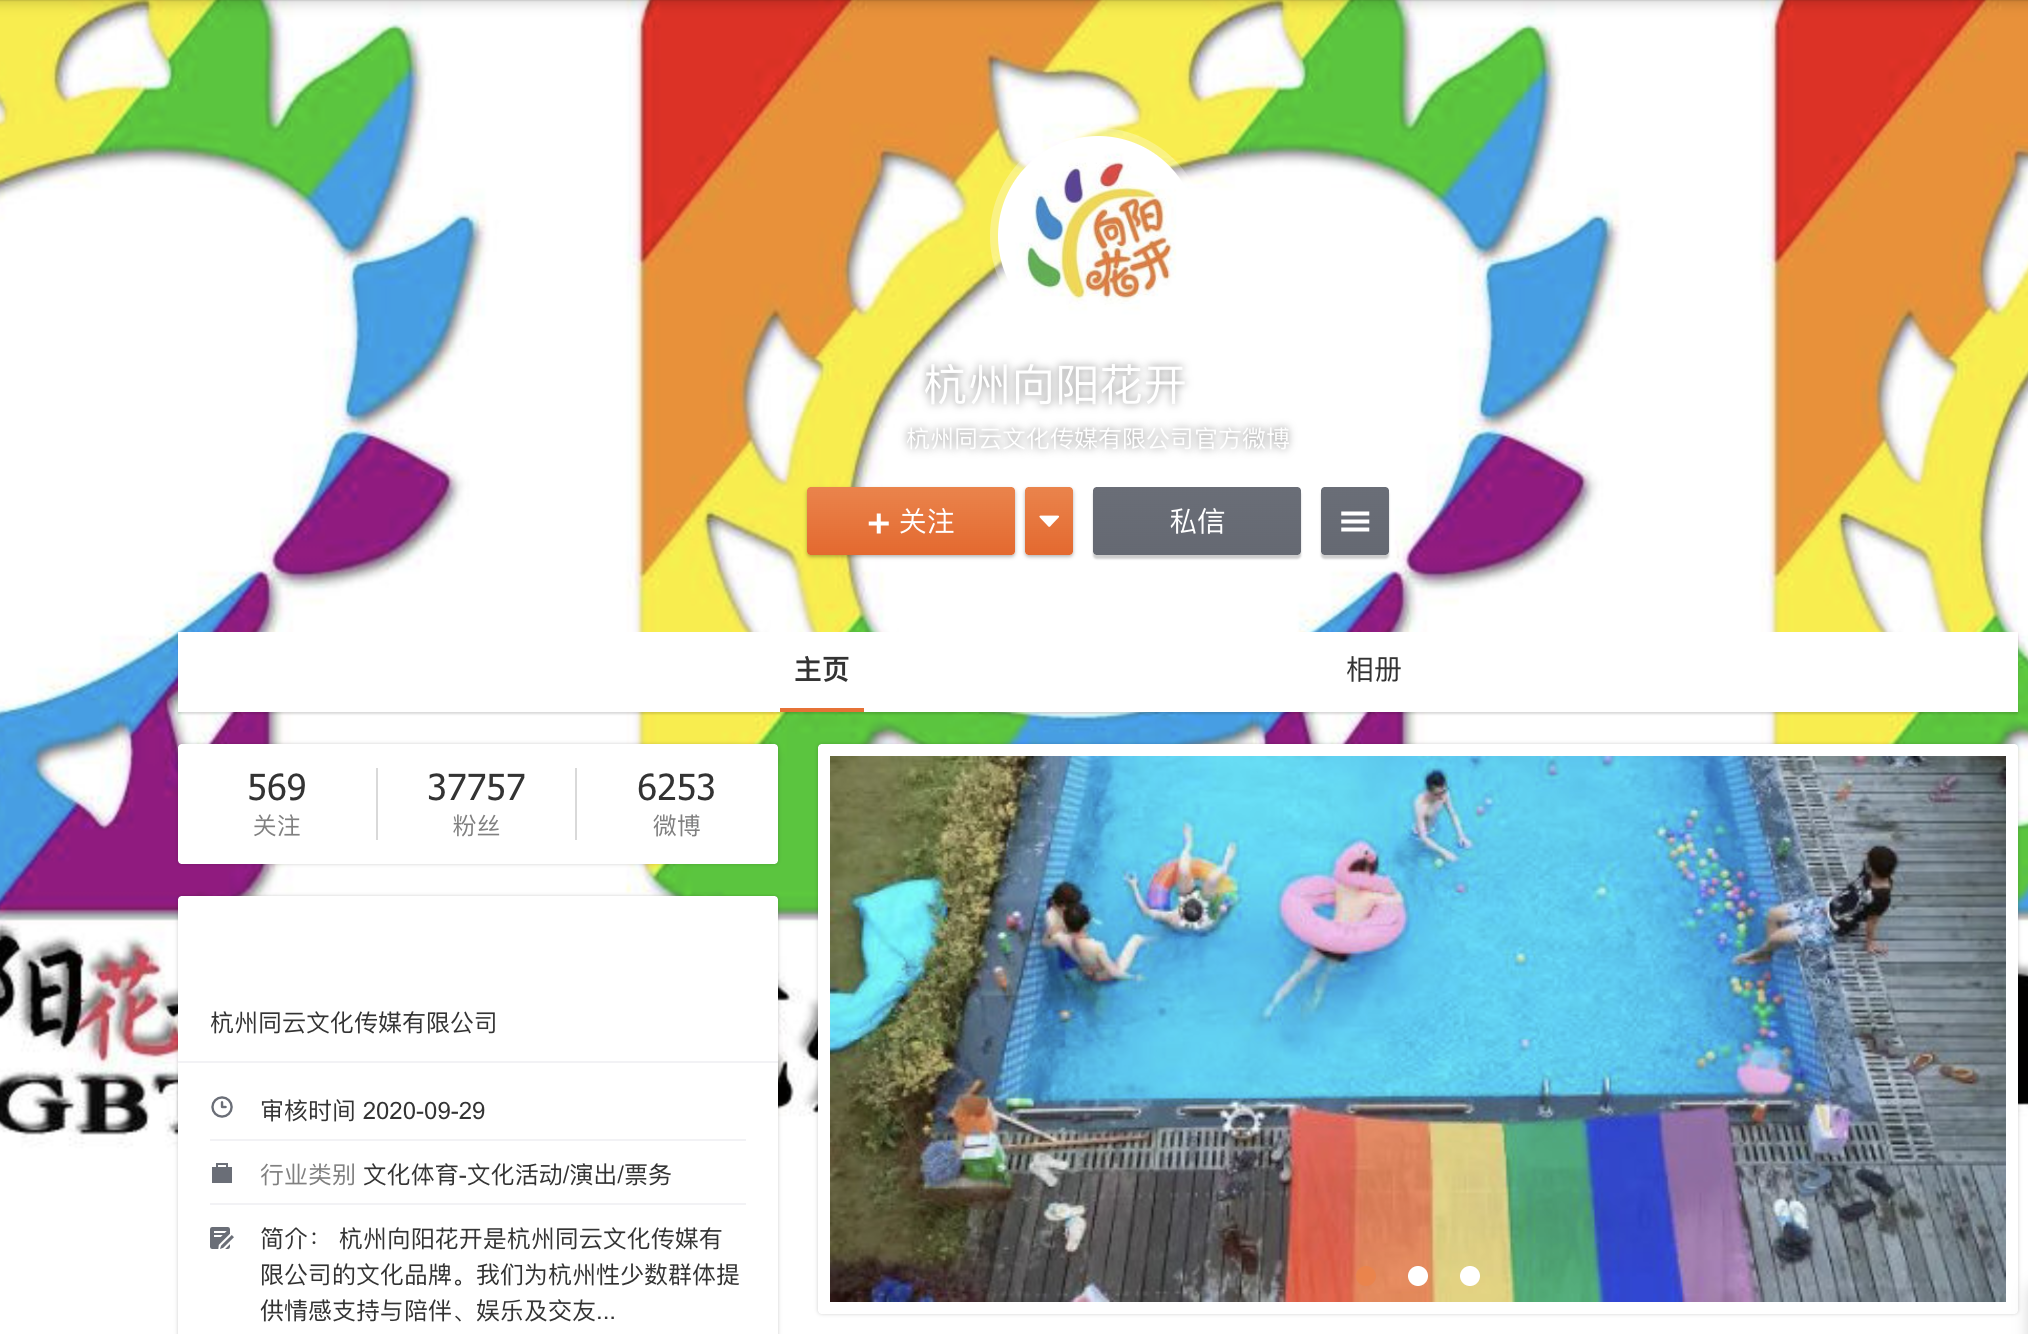 向阳
花开
杭州向阳花开
杭州同云文化传媒有限公司官方微博
+ 关注
私信
主页
相册
569
关注
37757
粉丝
6253
微博
阳花
GB
杭州同云文化传媒有限公司
审核时间 2020-09-29
行业类别 文化体育-文化活动/演出/票务
简介： 杭州向阳花开是杭州同云文化传媒有
限公司的文化品牌。我们为杭州性少数群体提
供情感支持与陪伴、娱乐及交友...